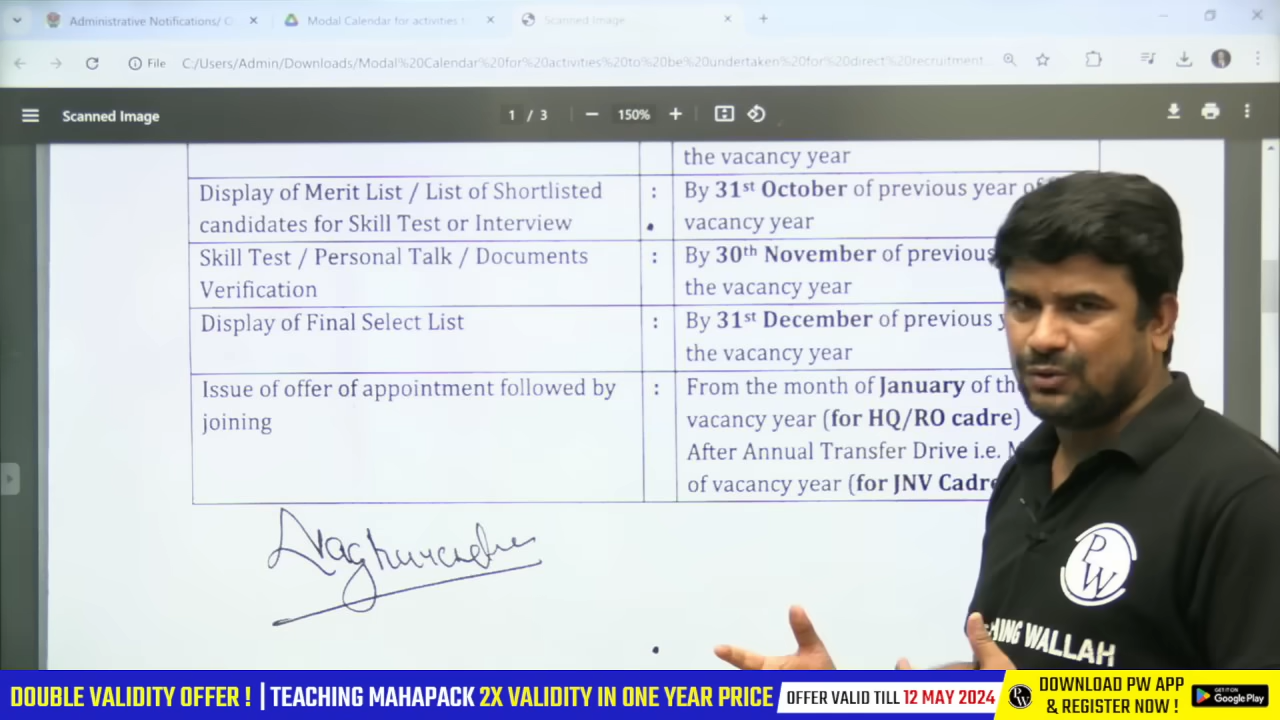 Administrative Notifications/ C
Modal Calendar for activities t
Scanned Image
File
C:/Users/Admin/Downloads/Modal%20Calendar%20for%20activities%20to%20be%20undertaken%20for%20direct%20recruitment...
Scanned Image
1 / 3
150%
the vacancy year
Display of Merit List / List of Shortlisted : By 31st October of previous year of
candidates for Skill Test or Interview vacancy year
Skill Test / Personal Talk / Documents : By 30th November of previous
Verification the vacancy year
Display of Final Select List : By 31st December of previous y
the vacancy year
Issue of offer of appointment followed by : From the month of January of th
joining vacancy year (for HQ/RO cadre)
After Annual Transfer Drive i.e. M
of vacancy year (for JNV Cadre
PW
HING WALLAH
DOUBLE VALIDITY OFFER ! | TEACHING MAHAPACK 2X VALIDITY IN ONE YEAR PRICE
OFFER VALID TILL 12 MAY 2024
PW
DOWNLOAD PW APP
& REGISTER NOW !
GET IT ON
Google Play